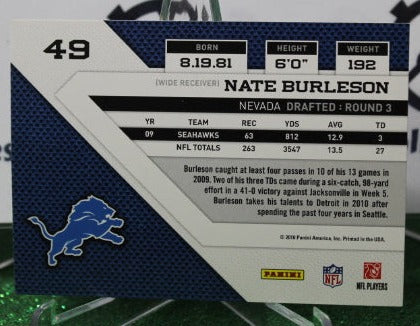 49
BORN HEIGHT WEIGHT
8.19.81 6'0" 192
(WIDE RECEIVER) NATE BURLESON
NEVADA DRAFTED : ROUND 3
YR TEAM REC YDS AVG TD
09 SEAHAWKS 63 812 12.9 3
NFL TOTALS 263 3547 13.5 27
Burleson caught at least four passes in 10 of his 13 games in
2009. Two of his three TDs came during a six-catch, 98-yard
effort in a 41-0 victory against Jacksonville in Week 5.
Burleson takes his talents to Detroit in 2010 after
spending the past four years in Seattle.
© 2010 Panini America, Inc. Printed in the USA.
PANINI NFL NFL PLAYERS